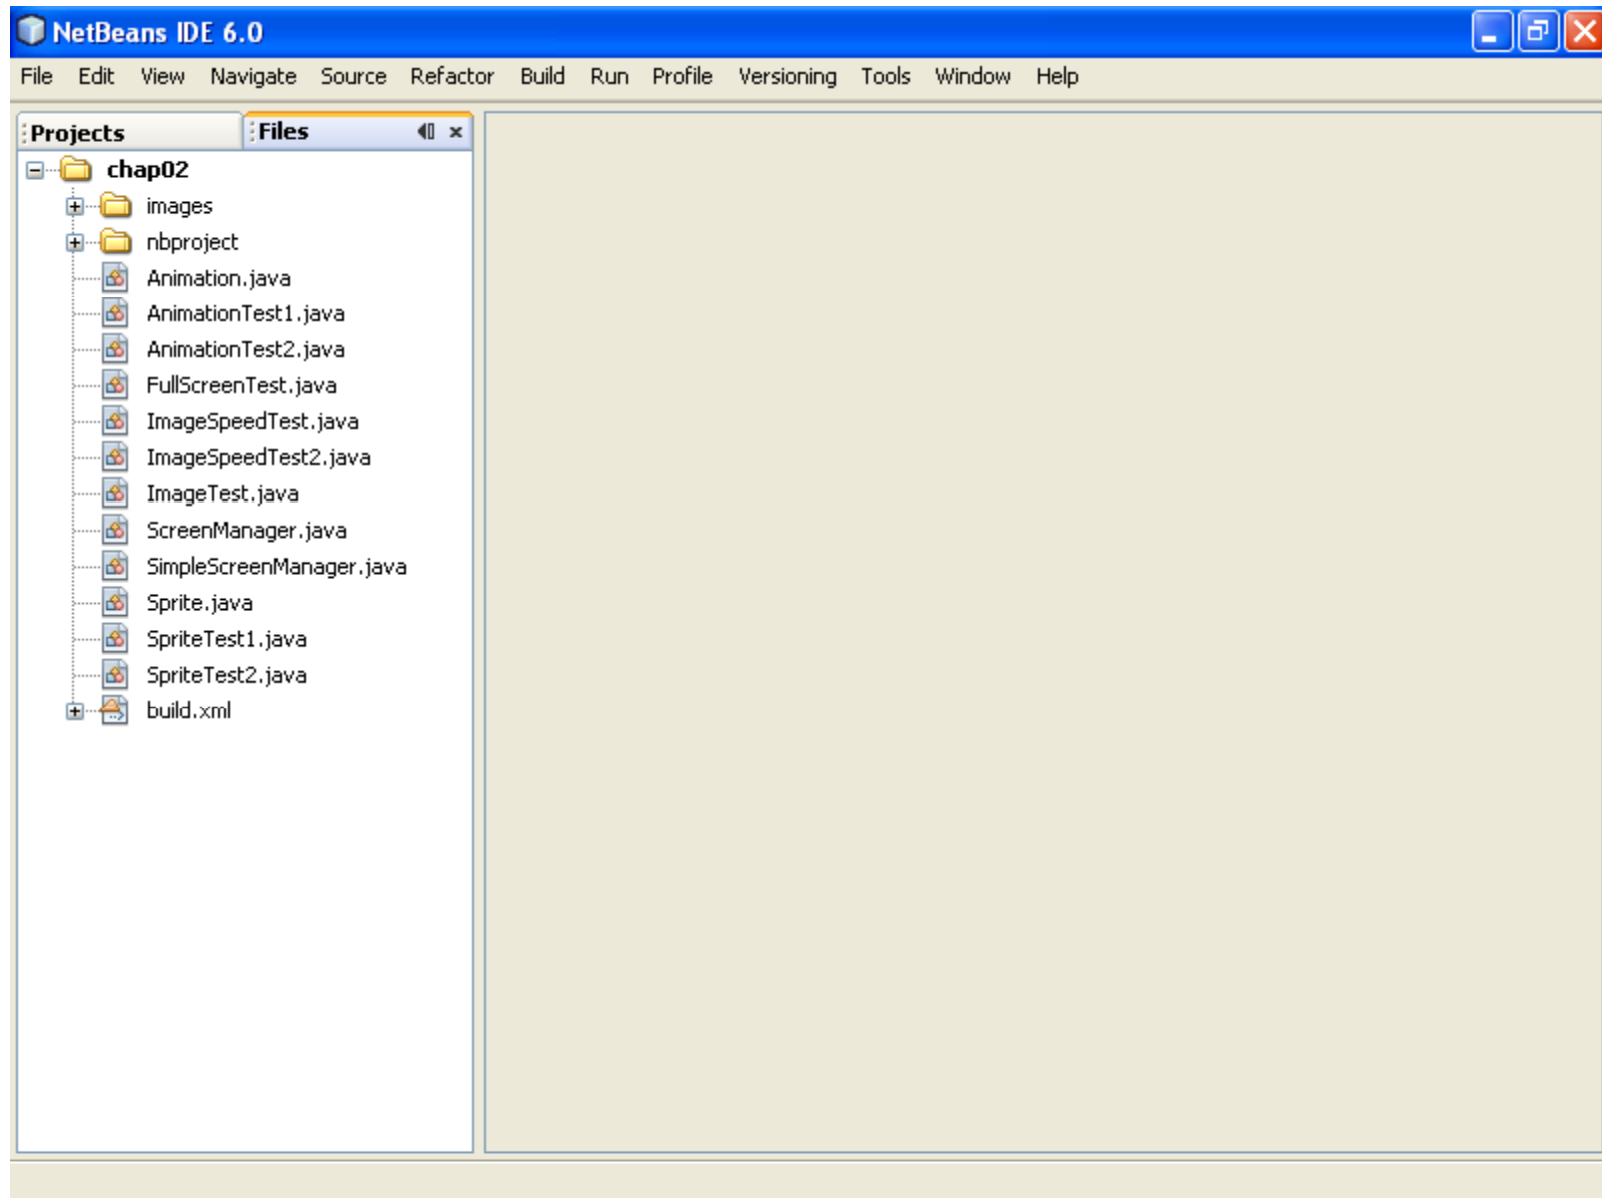 NetBeans IDE 6.0
File Edit View Navigate Source Refactor Build Run Profile Versioning Tools Window Help
Projects Files
chap02
images
nbproject
Animation.java
AnimationTest1.java
AnimationTest2.java
FullScreenTest.java
ImageSpeedTest.java
ImageSpeedTest2.java
ImageTest.java
ScreenManager.java
SimpleScreenManager.java
Sprite.java
SpriteTest1.java
SpriteTest2.java
build.xml